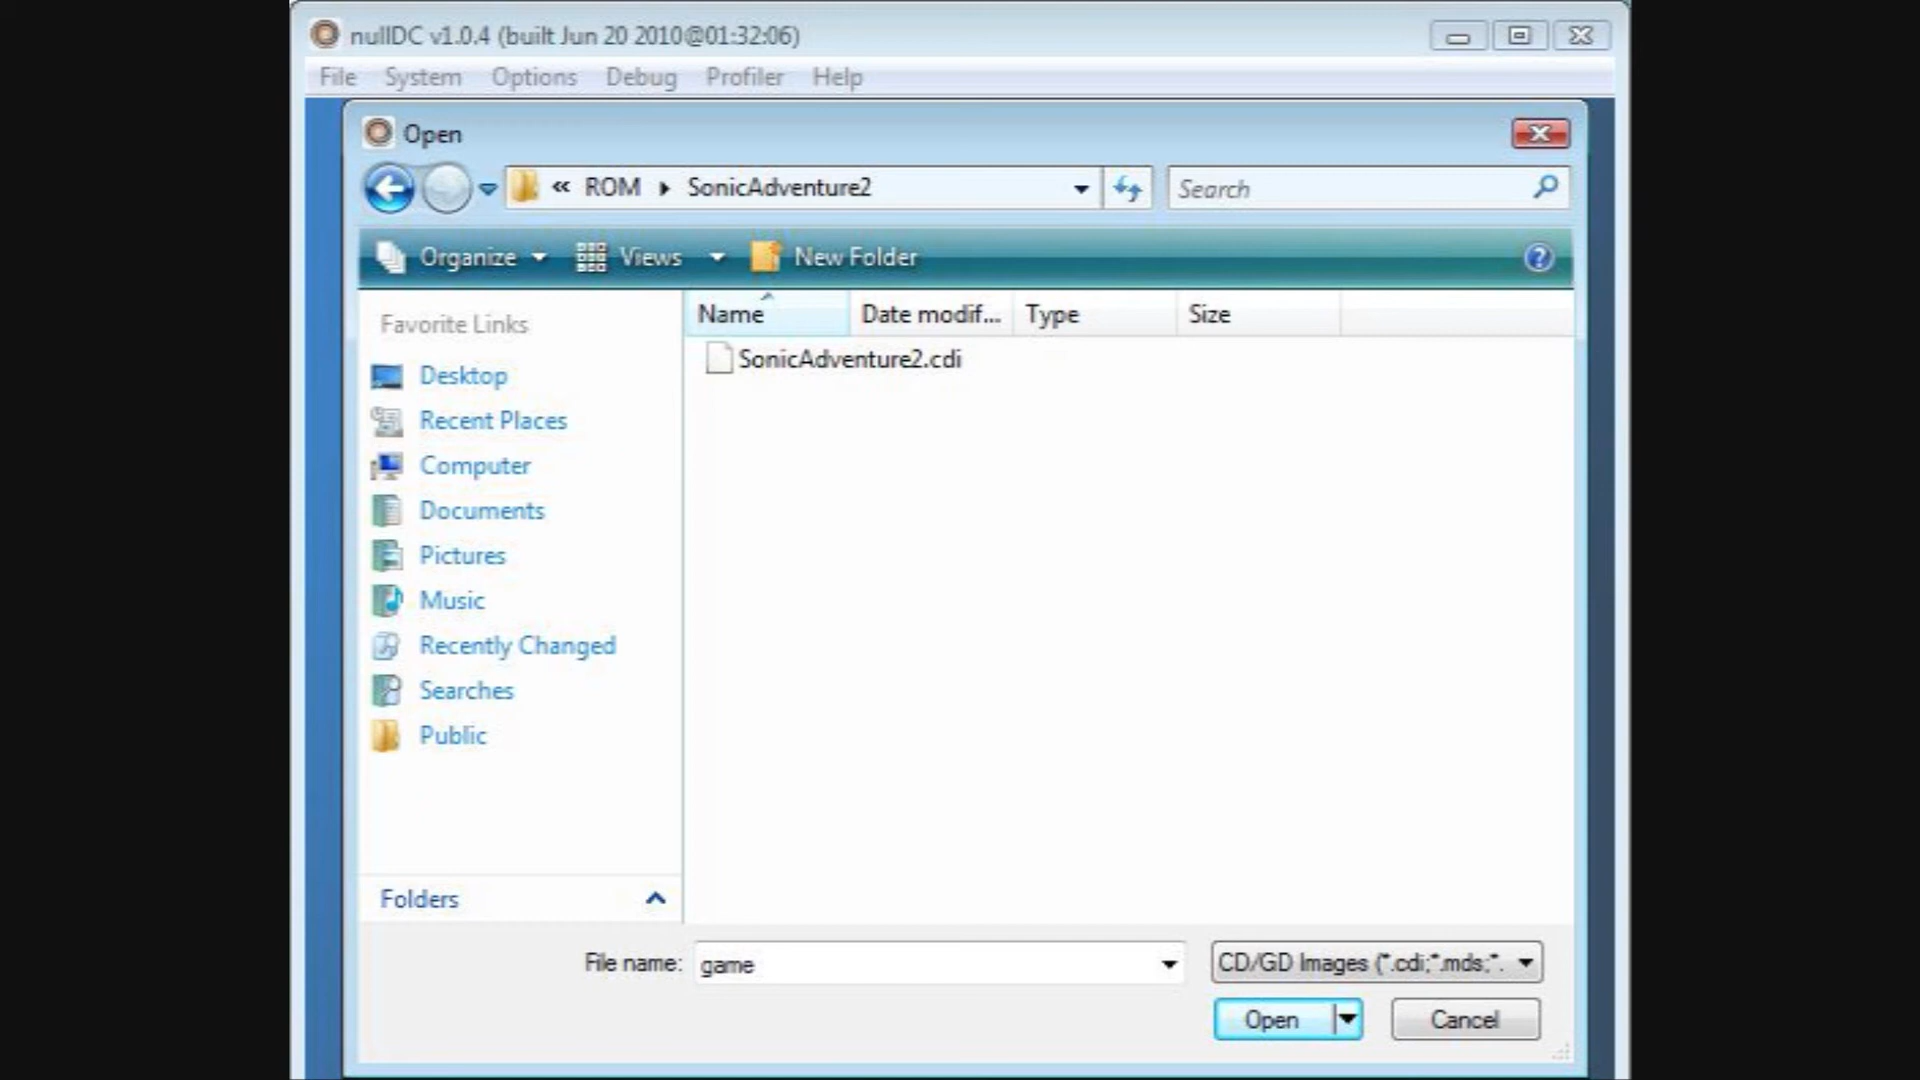 nullDC v1.0.4 (built Jun 20 2010@01:32:06)
File System Options Debug Profiler Help
Open
« ROM SonicAdventure2 Search
Organize Views New Folder
Favorite Links
Name Date modif... Type Size
SonicAdventure2.cdi
Desktop
Recent Places
Computer
Documents
Pictures
Music
Recently Changed
Searches
Public
Folders
File name: game CD/GD Images (*.cdi;*.mds;*.
Open Cancel